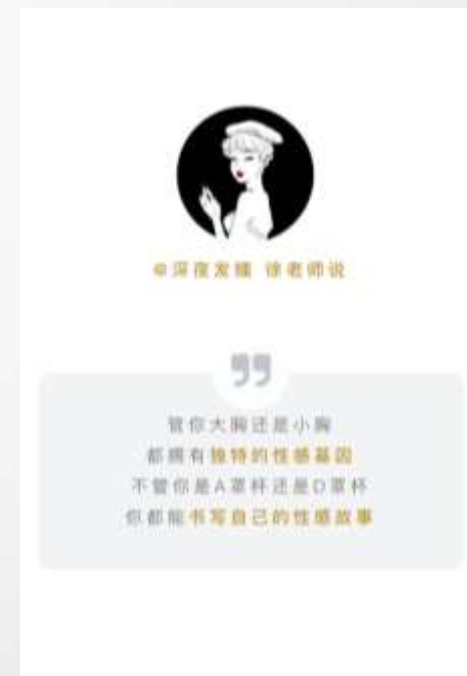 @深夜发媸 徐老师说
管你大胸还是小胸
都拥有独特的性感基因
不管你是A罩杯还是D罩杯
你都能书写自己的性感故事